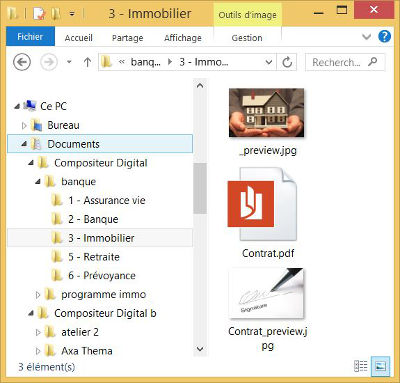 3 - Immobilier
Outils d'image
Fichier
Accueil
Partage
Affichage
Gestion
« banq...
3 - Immo...
Recherch...
Ce PC
Bureau
Documents
Compositeur Digital
banque
1 - Assurance vie
2 - Banque
3 - Immobilier
5 - Retraite
6 - Prévoyance
programme immo
Compositeur Digital b
atelier 2
Axa Thema
_preview.jpg
Contrat.pdf
Signature
Contrat_preview.j
pg
3 élément(s)